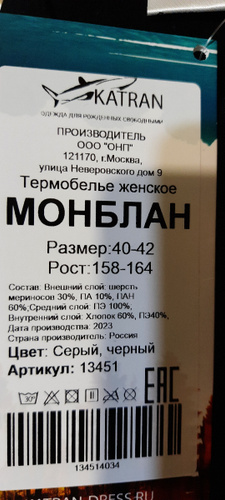 KATRAN
ОДЕЖДА ДЛЯ РОЖДЕННЫХ СВОБОДНЫМИ
ПРОИЗВОДИТЕЛЬ
ООО "ОНП"
121170, г.Москва,
улица Неверовского дом 9
Термобелье женское
МОНБЛАН
Размер:40-42
Рост:158-164
Состав: Внешний слой: шерсть
мериносов 30%, ПА 10%, ПАН
60%;Средний слой: ПЭ 100%,
Внутренний слой: Хлопок 60%, ПЭ40%,
Дата производства: 2023
Страна производитель: Россия
Цвет: Серый, черный
Артикул: 13451
EAC
134514034
KATRAN-DRESS.RU